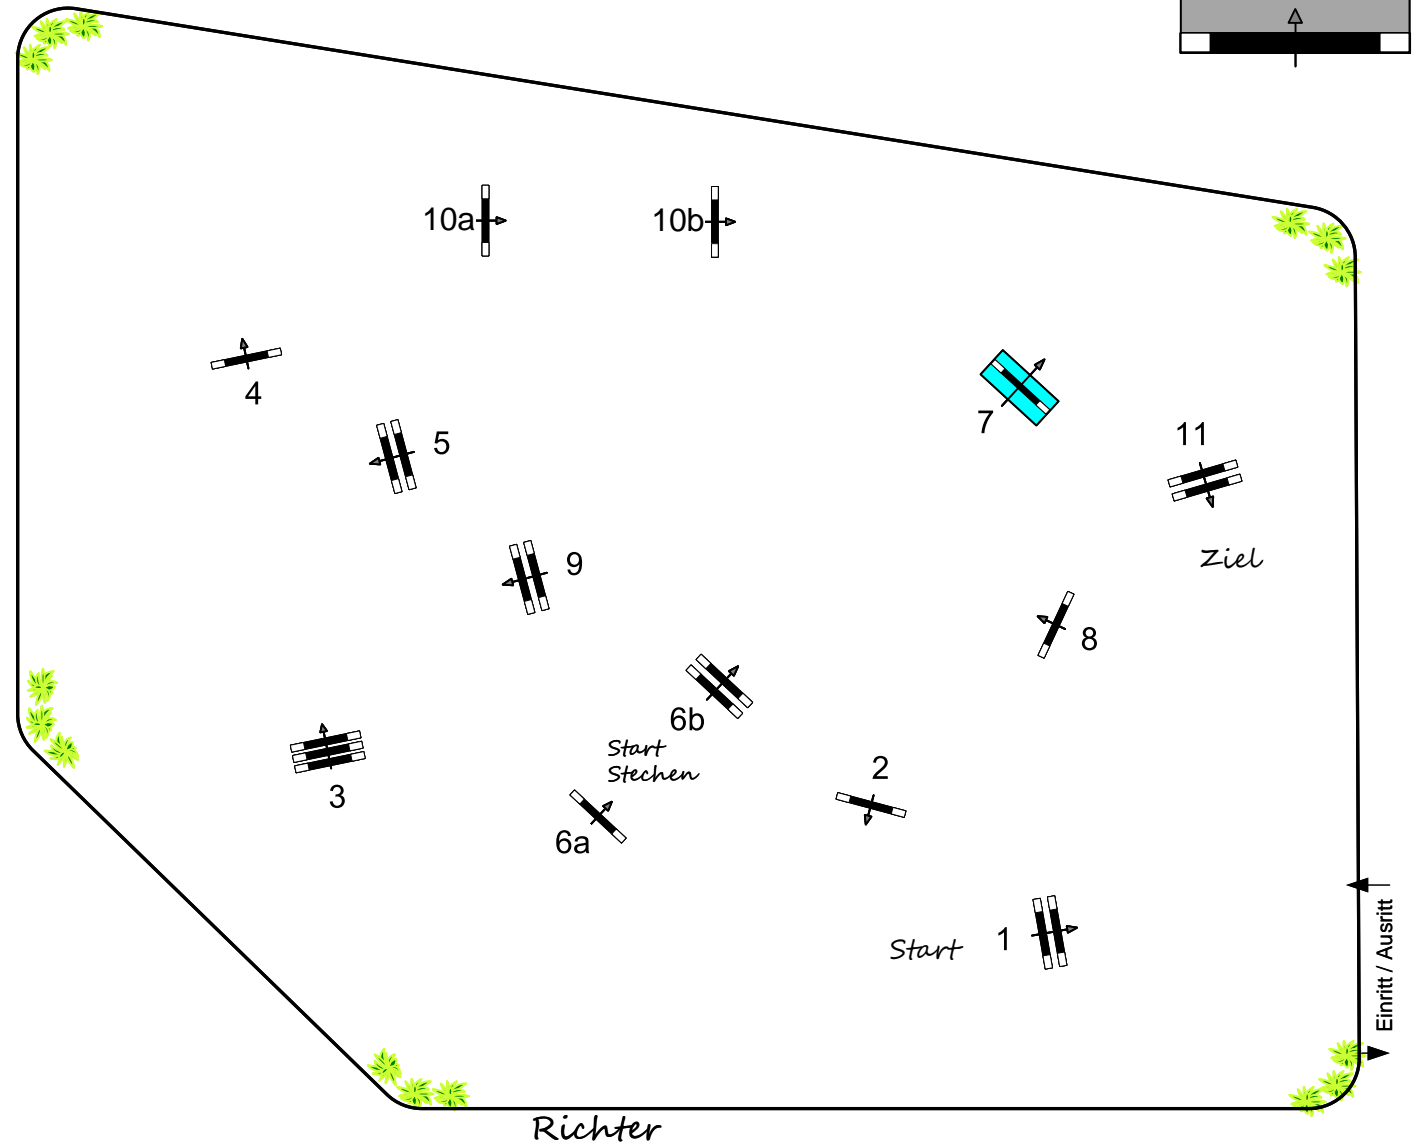 10a
10b
4
5
7
11
Ziel
9
8
6b
Start
Stechen
2
3
6a
1
Start
Einritt / Ausritt
Richter